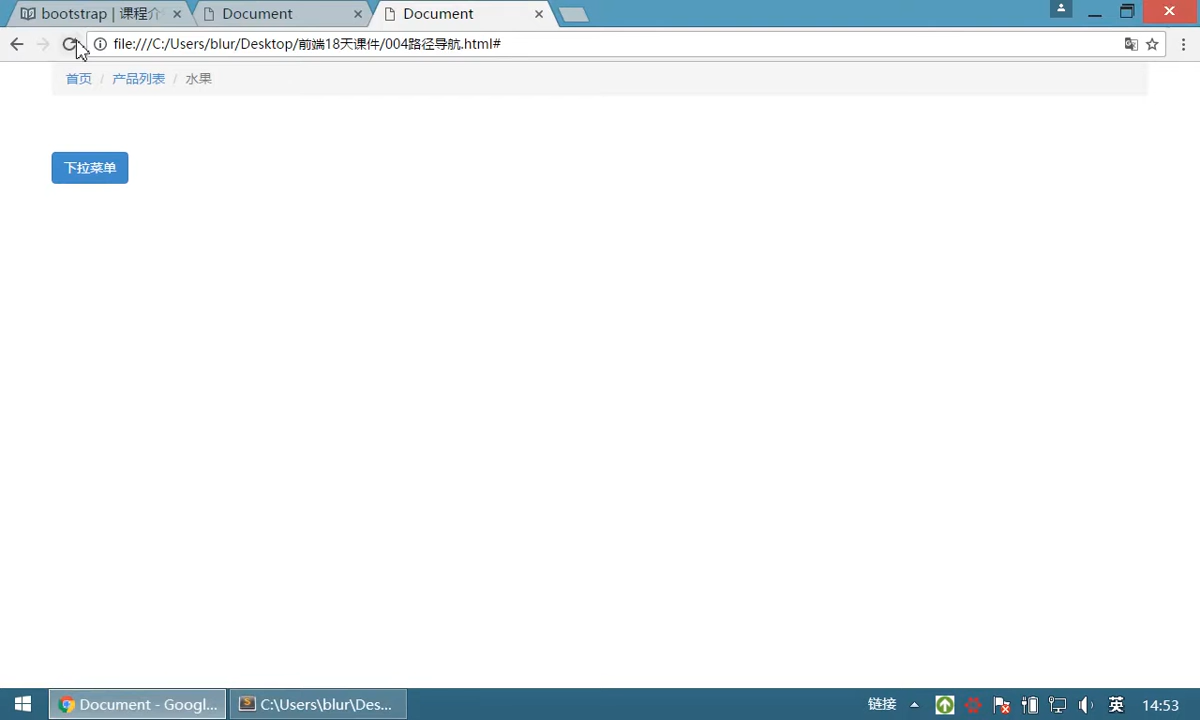 bootstrap | 课程介
Document
Document
file:///C:/Users/blur/Desktop/前端18天课件/004路径导航.html#
首页 / 产品列表 / 水果
下拉菜单
Document - Googl...
C:\Users\blur\Des...
链接
英
14:53